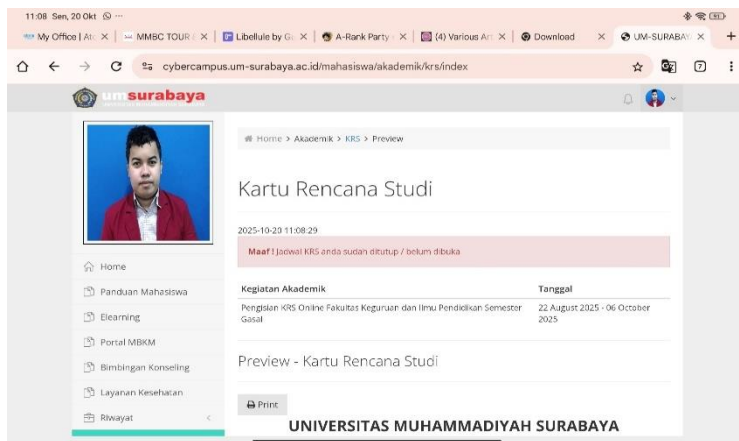 11:08 Sen, 20 Okt
My Office | Atc
MMBC TOUR
Libellule by G
A-Rank Party
(4) Various Art
Download
UM-SURABAY
cybercampus.um-surabaya.ac.id/mahasiswa/akademik/krs/index
umsurabaya
Home > Akademik > KRS > Preview
Kartu Rencana Studi
2025-10-20 11:08:29
Maaf ! Jadwal KRS anda sudah ditutup / belum dibuka
Home
Panduan Mahasiswa
Elearning
Portal MBKM
Bimbingan Konseling
Layanan Kesehatan
Riwayat
Kegiatan Akademik Tanggal
Pengisian KRS Online Fakultas Keguruan dan Ilmu Pendidikan Semester 22 August 2025 - 06 October
Gasal 2025
Preview - Kartu Rencana Studi
Print
UNIVERSITAS MUHAMMADIYAH SURABAYA